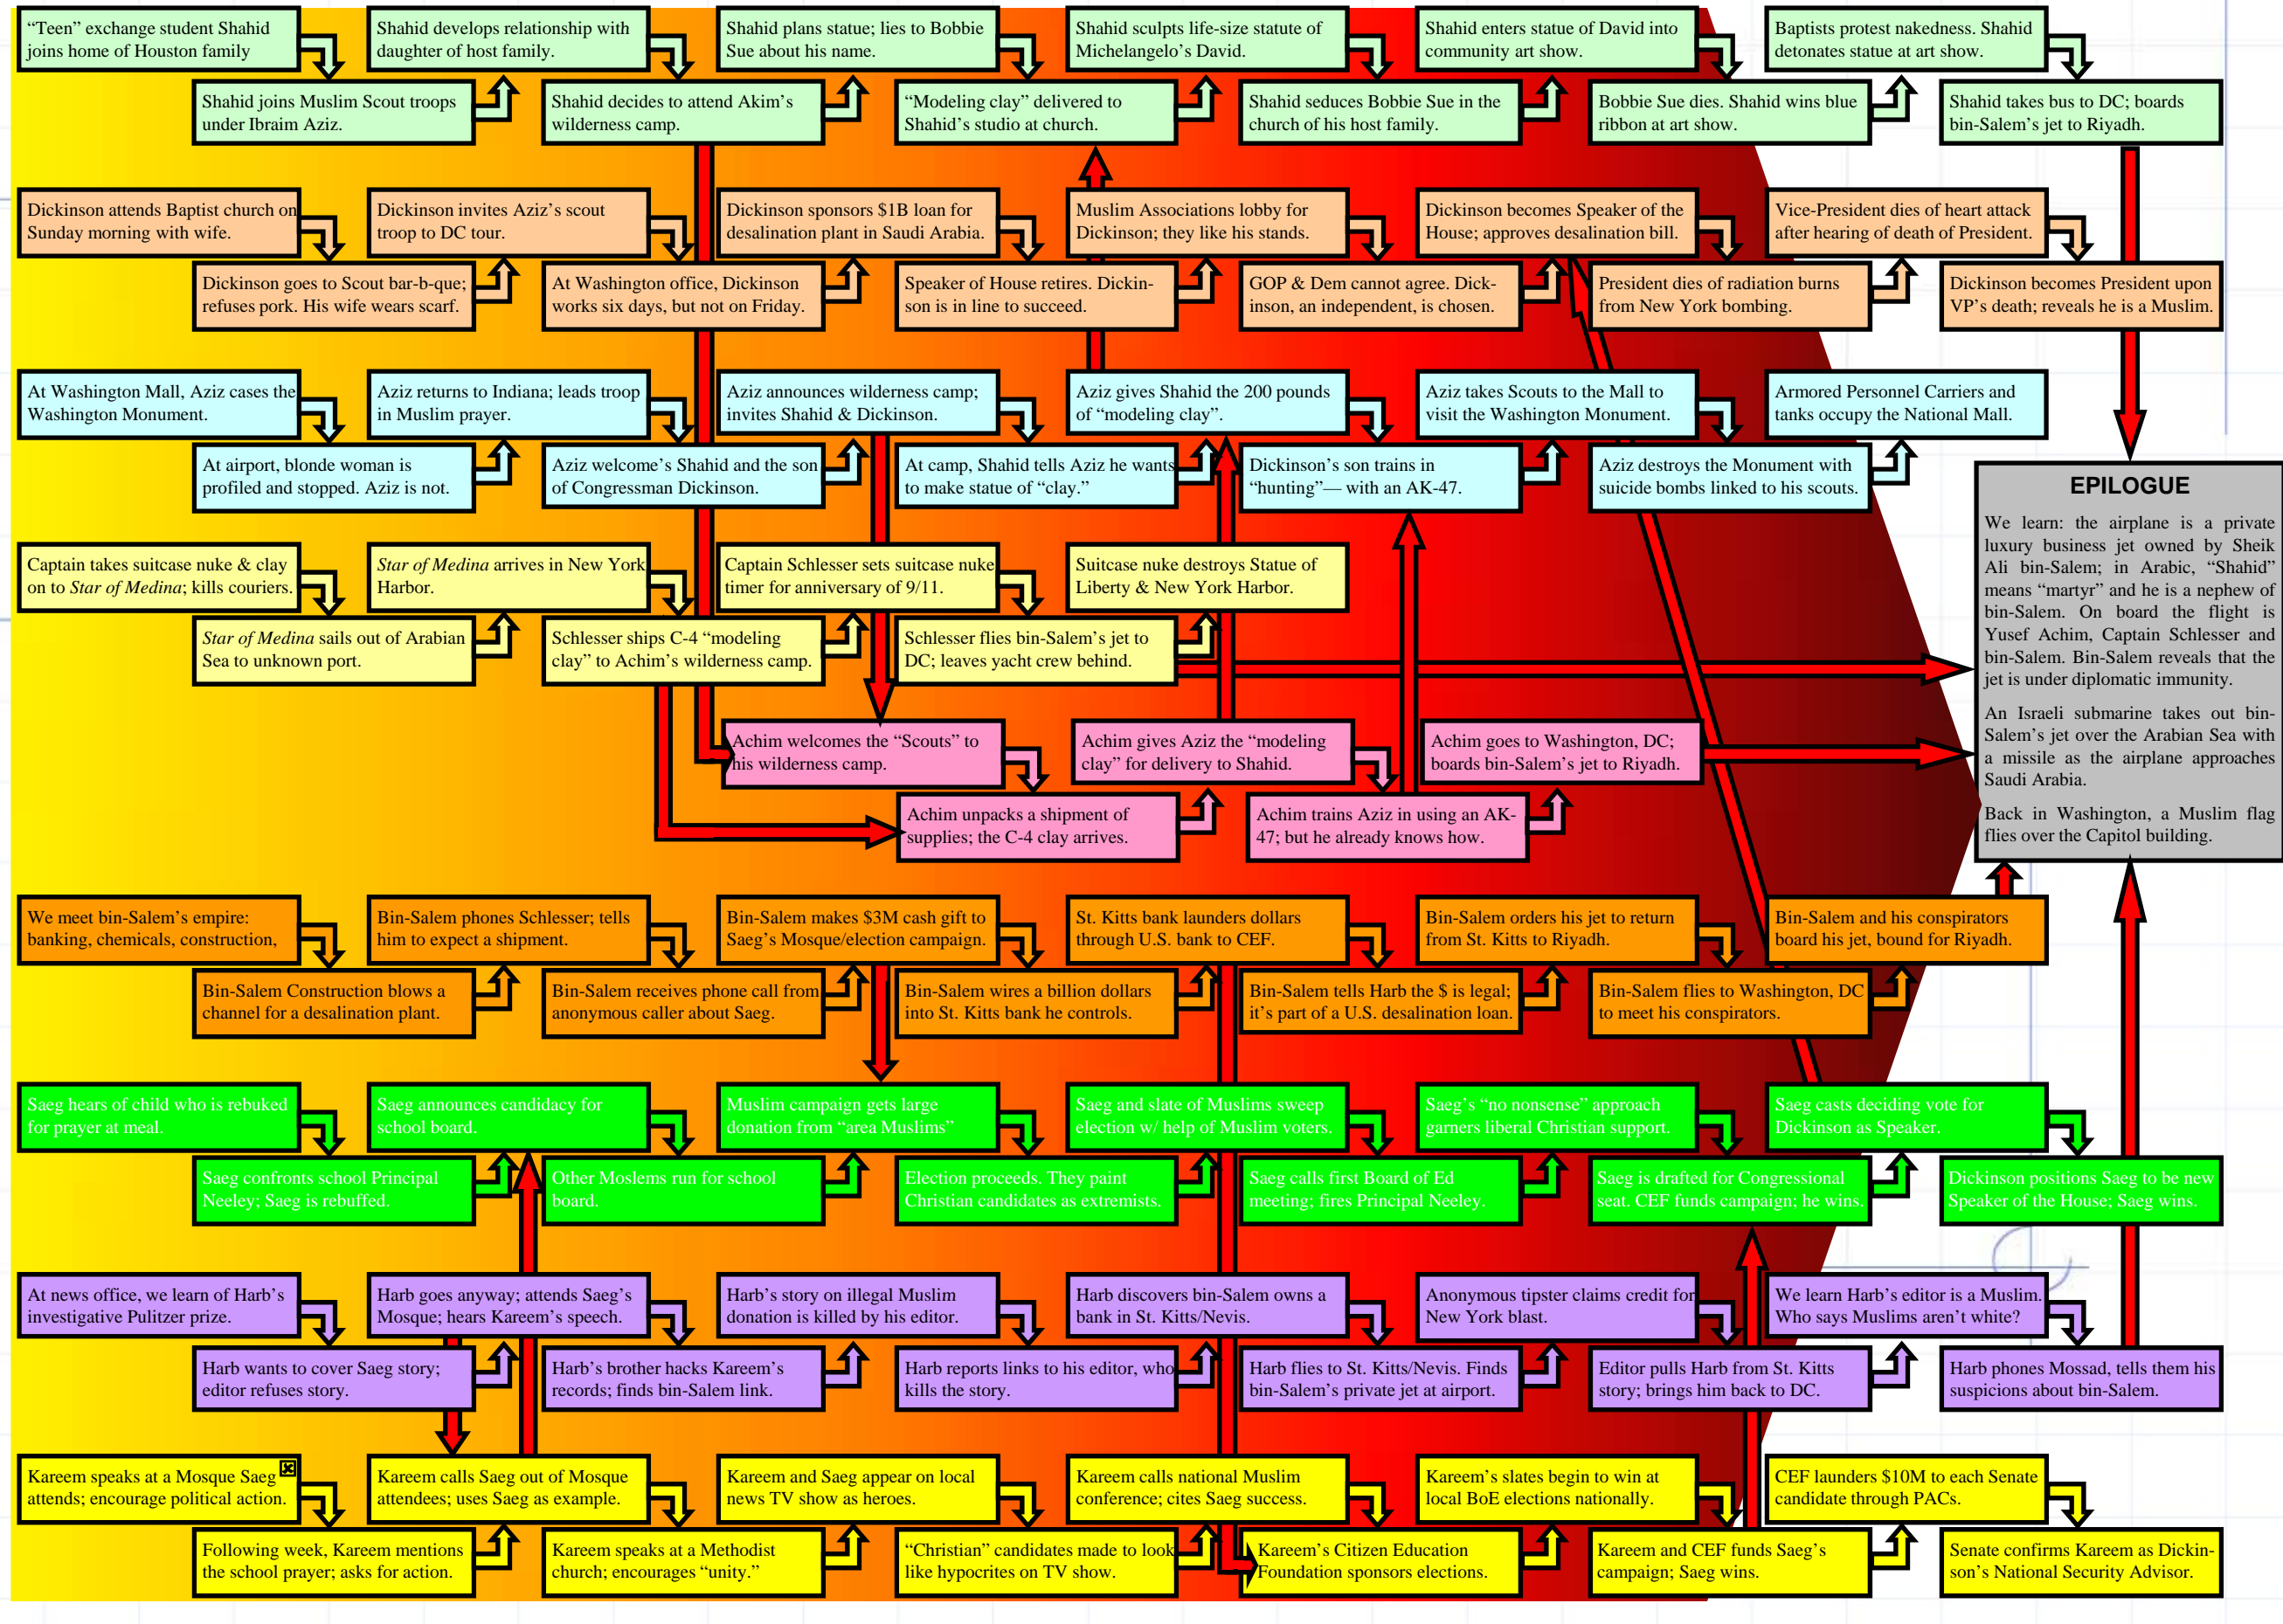 “Teen” exchange student Shahid
joins home of Houston family
Shahid joins Muslim Scout troops
under Ibraim Aziz.
Shahid develops relationship with
daughter of host family.
Shahid decides to attend Akim’s
wilderness camp.
Shahid plans statue; lies to Bobbie
Sue about his name.
“Modeling clay” delivered to
Shahid’s studio at church.
Shahid sculpts life-size statute of
Michelangelo’s David.
Shahid seduces Bobbie Sue in the
church of his host family.
Shahid enters statue of David into
community art show.
Bobbie Sue dies. Shahid wins blue
ribbon at art show.
Baptists protest nakedness. Shahid
detonates statue at art show.
Shahid takes bus to DC; boards
bin-Salem’s jet to Riyadh.
Dickinson attends Baptist church on
Sunday morning with wife.
Dickinson goes to Scout bar-b-que;
refuses pork. His wife wears scarf.
Dickinson invites Aziz’s scout
troop to DC tour.
At Washington office, Dickinson
works six days, but not on Friday.
Dickinson sponsors $1B loan for
desalination plant in Saudi Arabia.
Speaker of House retires. Dickin-
son is in line to succeed.
Muslim Associations lobby for
Dickinson; they like his stands.
GOP & Dem cannot agree. Dick-
inson, an independent, is chosen.
Dickinson becomes Speaker of the
House; approves desalination bill.
President dies of radiation burns
from New York bombing.
Vice-President dies of heart attack
after hearing of death of President.
Dickinson becomes President upon
VP’s death; reveals he is a Muslim.
At Washington Mall, Aziz cases the
Washington Monument.
At airport, blonde woman is
profiled and stopped. Aziz is not.
Aziz returns to Indiana; leads troop
in Muslim prayer.
Aziz welcome’s Shahid and the son
of Congressman Dickinson.
Aziz announces wilderness camp;
invites Shahid & Dickinson.
At camp, Shahid tells Aziz he wants
to make statue of “clay.”
Aziz gives Shahid the 200 pounds
of “modeling clay”.
Dickinson’s son trains in
“hunting”— with an AK-47.
Aziz takes Scouts to the Mall to
visit the Washington Monument.
Aziz destroys the Monument with
suicide bombs linked to his scouts.
Armored Personnel Carriers and
tanks occupy the National Mall.
Captain takes suitcase nuke & clay
on to Star of Medina; kills couriers.
Star of Medina sails out of Arabian
Sea to unknown port.
Star of Medina arrives in New York
Harbor.
Schlesser ships C-4 “modeling
clay” to Achim’s wilderness camp.
Captain Schlesser sets suitcase nuke
timer for anniversary of 9/11.
Schlesser flies bin-Salem’s jet to
DC; leaves yacht crew behind.
Suitcase nuke destroys Statue of
Liberty & New York Harbor.
Achim welcomes the “Scouts” to
his wilderness camp.
Achim unpacks a shipment of
supplies; the C-4 clay arrives.
Achim gives Aziz the “modeling
clay” for delivery to Shahid.
Achim trains Aziz in using an AK-
47; but he already knows how.
Achim goes to Washington, DC;
boards bin-Salem’s jet to Riyadh.
EPILOGUE
We learn: the airplane is a private
luxury business jet owned by Sheik
Ali bin-Salem; in Arabic, “Shahid”
means “martyr” and he is a nephew of
bin-Salem. On board the flight is
Yusef Achim, Captain Schlesser and
bin-Salem. Bin-Salem reveals that the
jet is under diplomatic immunity.
An Israeli submarine takes out bin-
Salem’s jet over the Arabian Sea with
a missile as the airplane approaches
Saudi Arabia.
Back in Washington, a Muslim flag
flies over the Capitol building.
We meet bin-Salem’s empire:
banking, chemicals, construction,
Bin-Salem Construction blows a
channel for a desalination plant.
Bin-Salem phones Schlesser; tells
him to expect a shipment.
Bin-Salem receives phone call from
anonymous caller about Saeg.
Bin-Salem makes $3M cash gift to
Saeg’s Mosque/election campaign.
Bin-Salem wires a billion dollars
into St. Kitts bank he controls.
St. Kitts bank launders dollars
through U.S. bank to CEF.
Bin-Salem tells Harb the $ is legal;
it’s part of a U.S. desalination loan.
Bin-Salem orders his jet to return
from St. Kitts to Riyadh.
Bin-Salem flies to Washington, DC
to meet his conspirators.
Bin-Salem and his conspirators
board his jet, bound for Riyadh.
Saeg hears of child who is rebuked
for prayer at meal.
Saeg confronts school Principal
Neeley; Saeg is rebuffed.
Saeg announces candidacy for
school board.
Other Moslems run for school
board.
Muslim campaign gets large
donation from “area Muslims”
Election proceeds. They paint
Christian candidates as extremists.
Saeg and slate of Muslims sweep
election w/ help of Muslim voters.
Saeg calls first Board of Ed
meeting; fires Principal Neeley.
Saeg’s “no nonsense” approach
garners liberal Christian support.
Saeg is drafted for Congressional
seat. CEF funds campaign; he wins.
Saeg casts deciding vote for
Dickinson as Speaker.
Dickinson positions Saeg to be new
Speaker of the House; Saeg wins.
At news office, we learn of Harb’s
investigative Pulitzer prize.
Harb wants to cover Saeg story;
editor refuses story.
Harb goes anyway; attends Saeg’s
Mosque; hears Kareem’s speech.
Harb’s brother hacks Kareem’s
records; finds bin-Salem link.
Harb’s story on illegal Muslim
donation is killed by his editor.
Harb reports links to his editor, who
kills the story.
Harb discovers bin-Salem owns a
bank in St. Kitts/Nevis.
Harb flies to St. Kitts/Nevis. Finds
bin-Salem’s private jet at airport.
Anonymous tipster claims credit for
New York blast.
Editor pulls Harb from St. Kitts
story; brings him back to DC.
We learn Harb’s editor is a Muslim.
Who says Muslims aren’t white?
Harb phones Mossad, tells them his
suspicions about bin-Salem.
Kareem speaks at a Mosque Saeg
attends; encourage political action.
Following week, Kareem mentions
the school prayer; asks for action.
Kareem calls Saeg out of Mosque
attendees; uses Saeg as example.
Kareem speaks at a Methodist
church; encourages “unity.”
Kareem and Saeg appear on local
news TV show as heroes.
“Christian” candidates made to look
like hypocrites on TV show.
Kareem calls national Muslim
conference; cites Saeg success.
Kareem’s Citizen Education
Foundation sponsors elections.
Kareem’s slates begin to win at
local BoE elections nationally.
Kareem and CEF funds Saeg’s
campaign; Saeg wins.
CEF launders $10M to each Senate
candidate through PACs.
Senate confirms Kareem as Dickin-
son’s National Security Advisor.